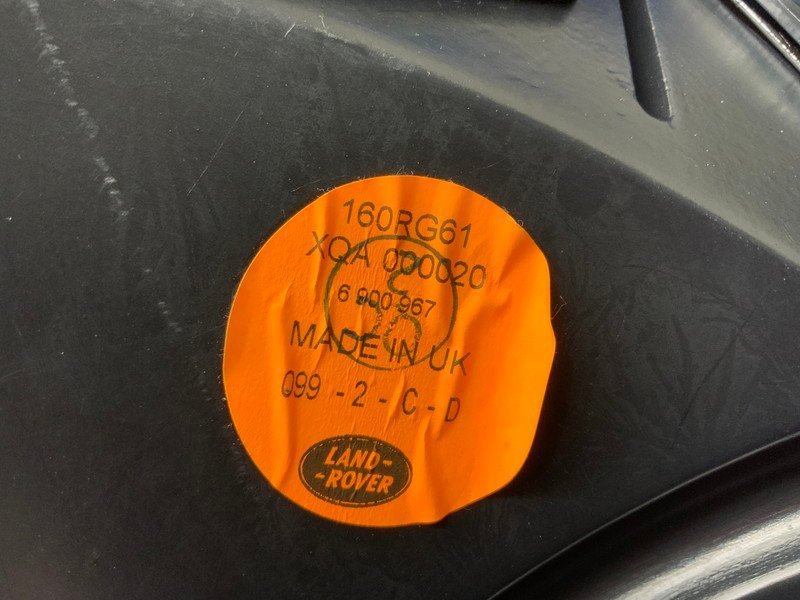 160RG61
XQA 000020
6 900 967
MADE IN UK
099 - 2 - C - D
LAND-
-ROVER